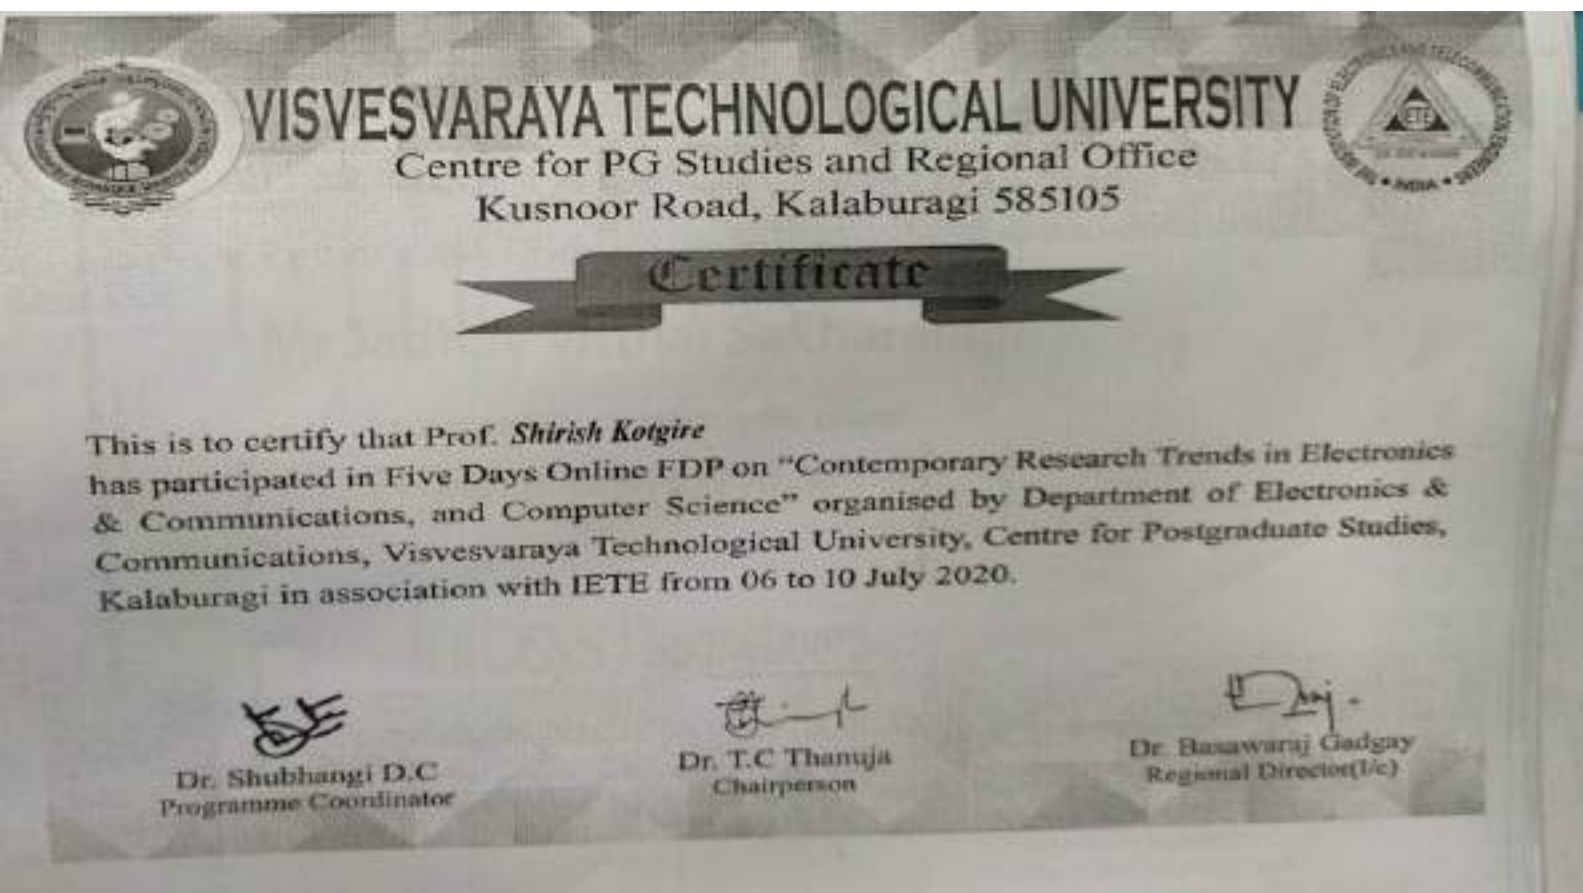 VISVESVARAYA TECHNOLOGICAL UNIVERSITY
Centre for PG Studies and Regional Office
Kusnoor Road, Kalaburagi 585105
IETE
INDIA
Certificate
This is to certify that Prof. Shirish Kotgire
has participated in Five Days Online FDP on “Contemporary Research Trends in Electronics
& Communications, and Computer Science” organised by Department of Electronics &
Communications, Visvesvaraya Technological University, Centre for Postgraduate Studies,
Kalaburagi in association with IETE from 06 to 10 July 2020.
Dr. Shubhangi D.C
Programme Coordinator
Dr. T.C Thanuja
Chairperson
Dr. Basawaraj Gadgay
Regional Director(I/c)